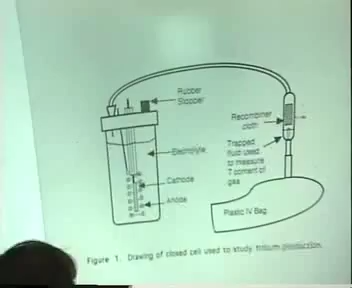 Rubber
Stopper
Recombiner
cloth
Electrolyte
Trapped
fluid used
to measure
T content of
gas
Cathode
Anode
Plastic IV Bag
Figure 1. Drawing of closed cell used to study tritium production.